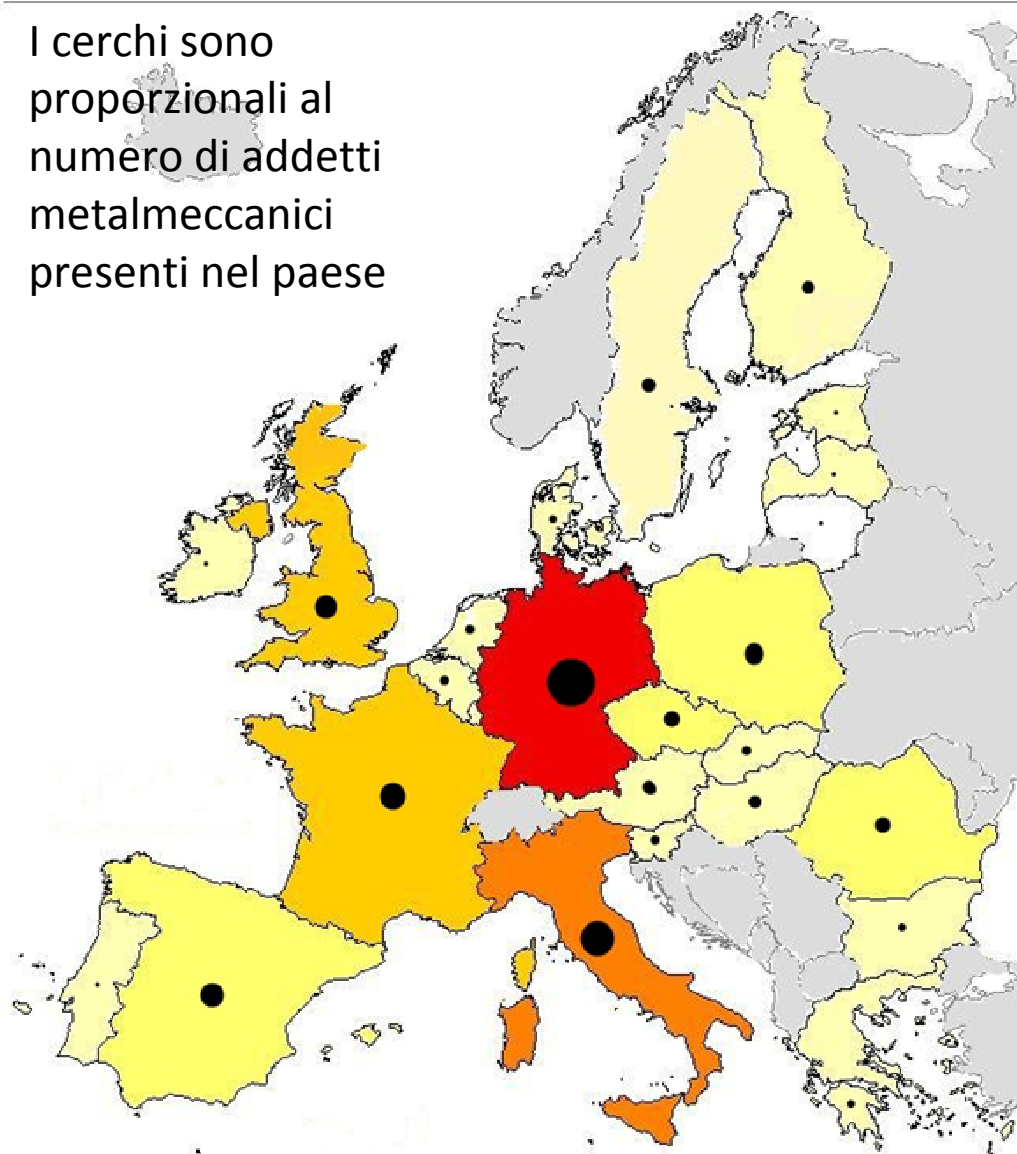 I cerchi sono
proporzionali al
numero di addetti
metalmeccanici
presenti nel paese